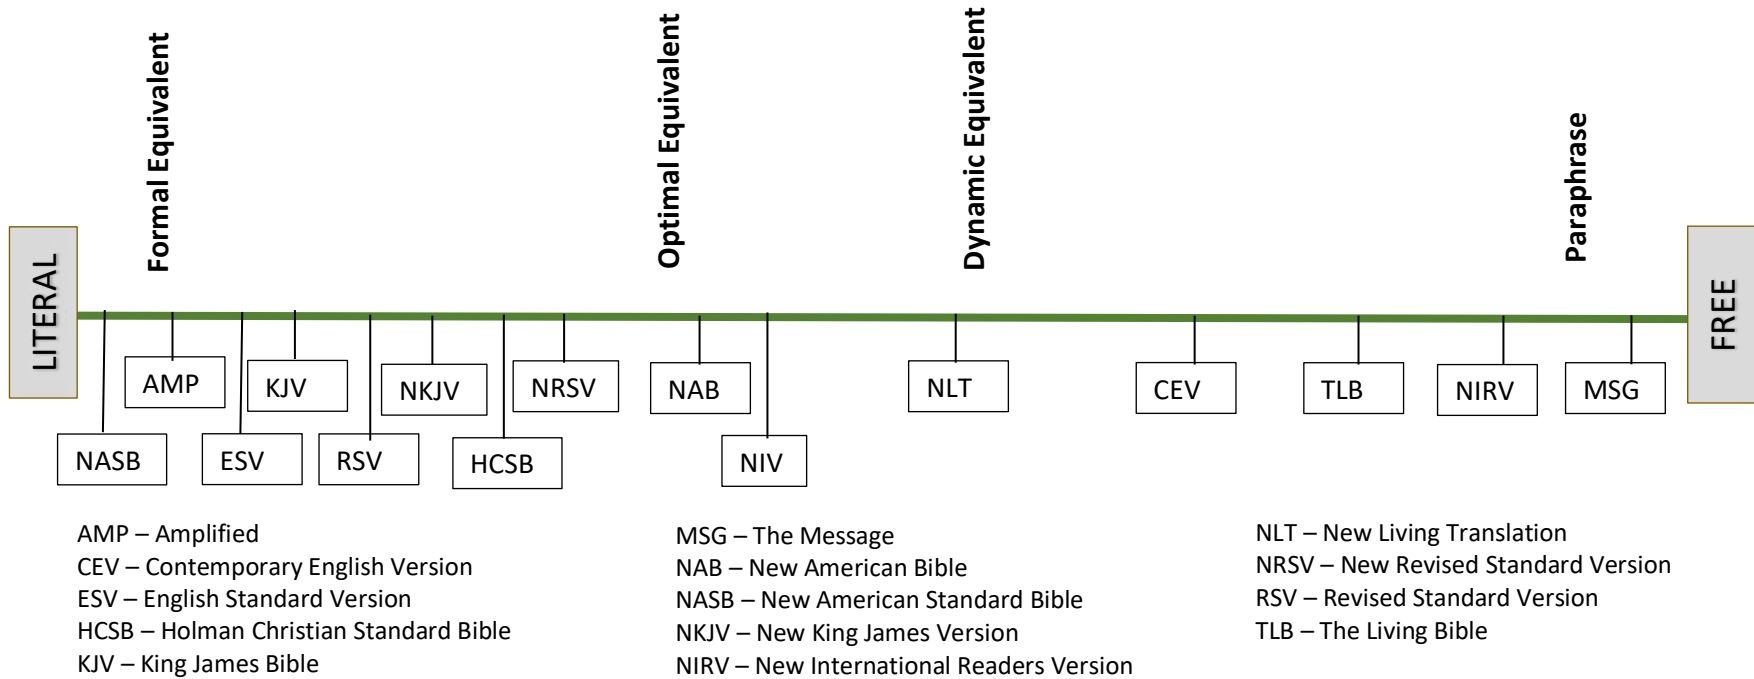 Formal Equivalent
Optimal Equivalent
Dynamic Equivalent
Paraphrase
LITERAL
FREE
AMP
KJV
NKJV
NRSV
NAB
NLT
CEV
TLB
NIRV
MSG
NASB
ESV
RSV
HCSB
NIV
AMP – Amplified
CEV – Contemporary English Version
ESV – English Standard Version
HCSB – Holman Christian Standard Bible
KJV – King James Bible
MSG – The Message
NAB – New American Bible
NASB – New American Standard Bible
NKJV – New King James Version
NIRV – New International Readers Version
NLT – New Living Translation
NRSV – New Revised Standard Version
RSV – Revised Standard Version
TLB – The Living Bible